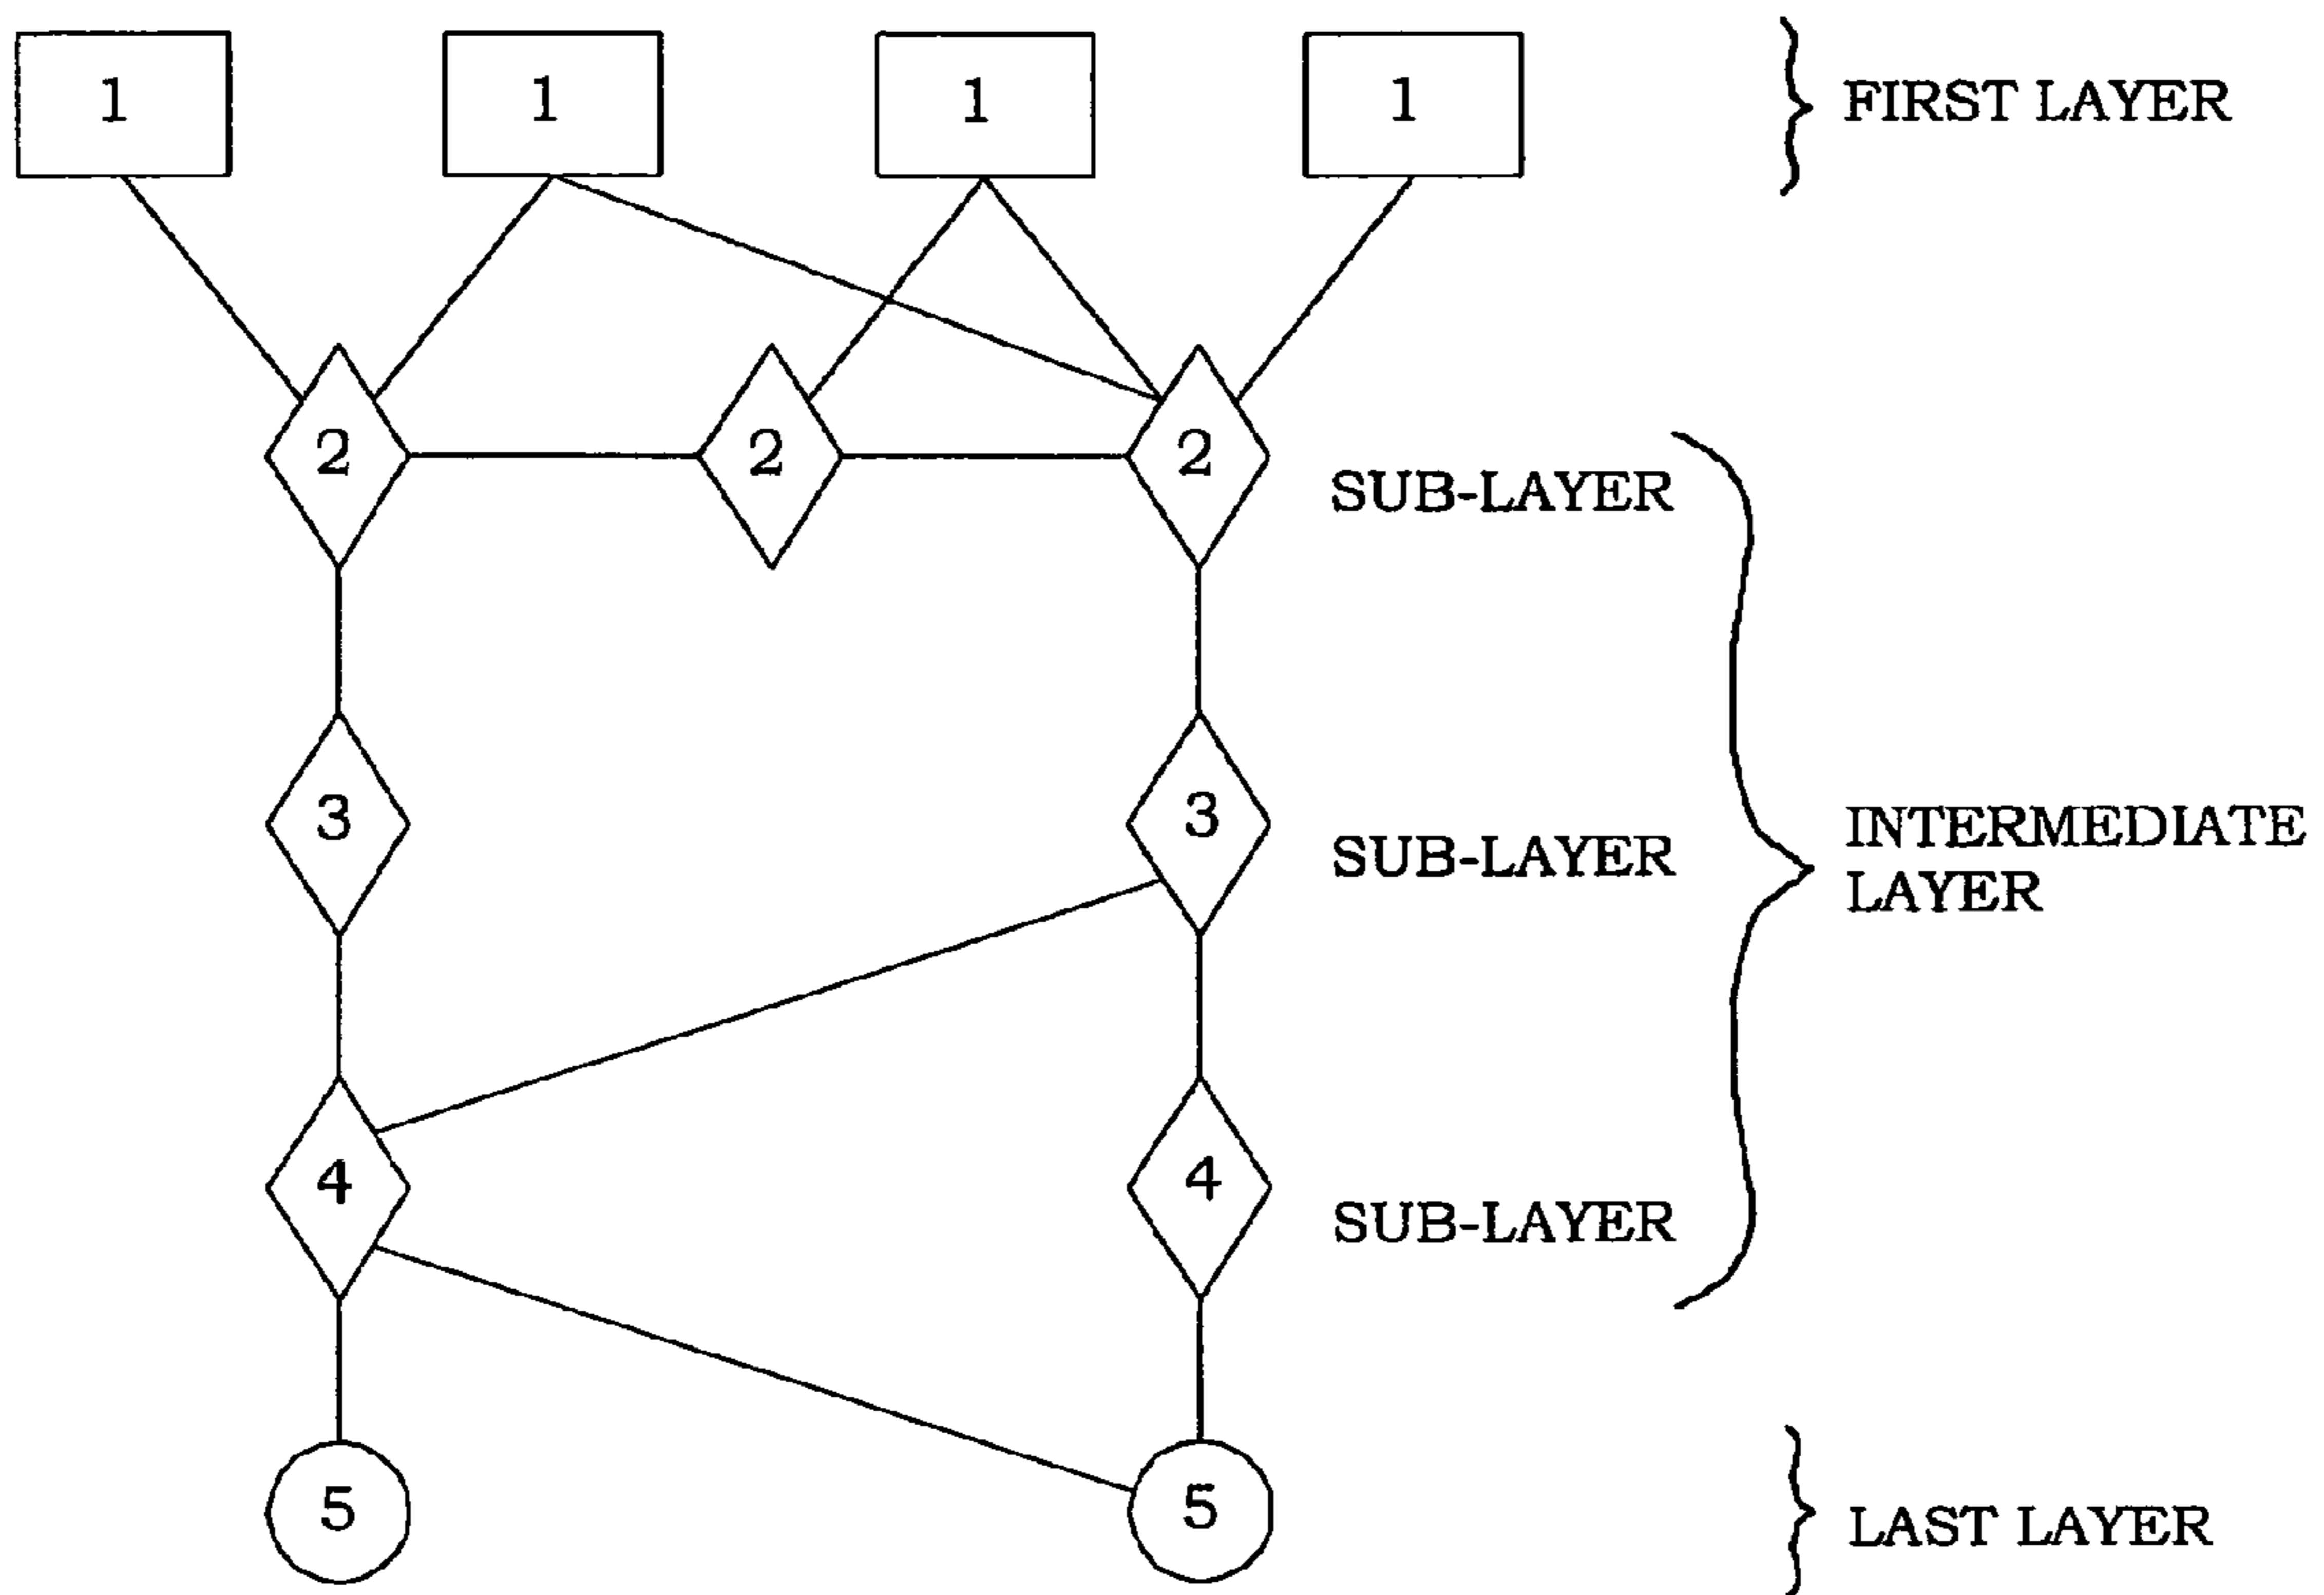 1 1 1 1 FIRST LAYER
2 2 2
SUB-LAYER
3 3
SUB-LAYER
INTERMEDIATE
LAYER
4 4
SUB-LAYER
5 5
LAST LAYER